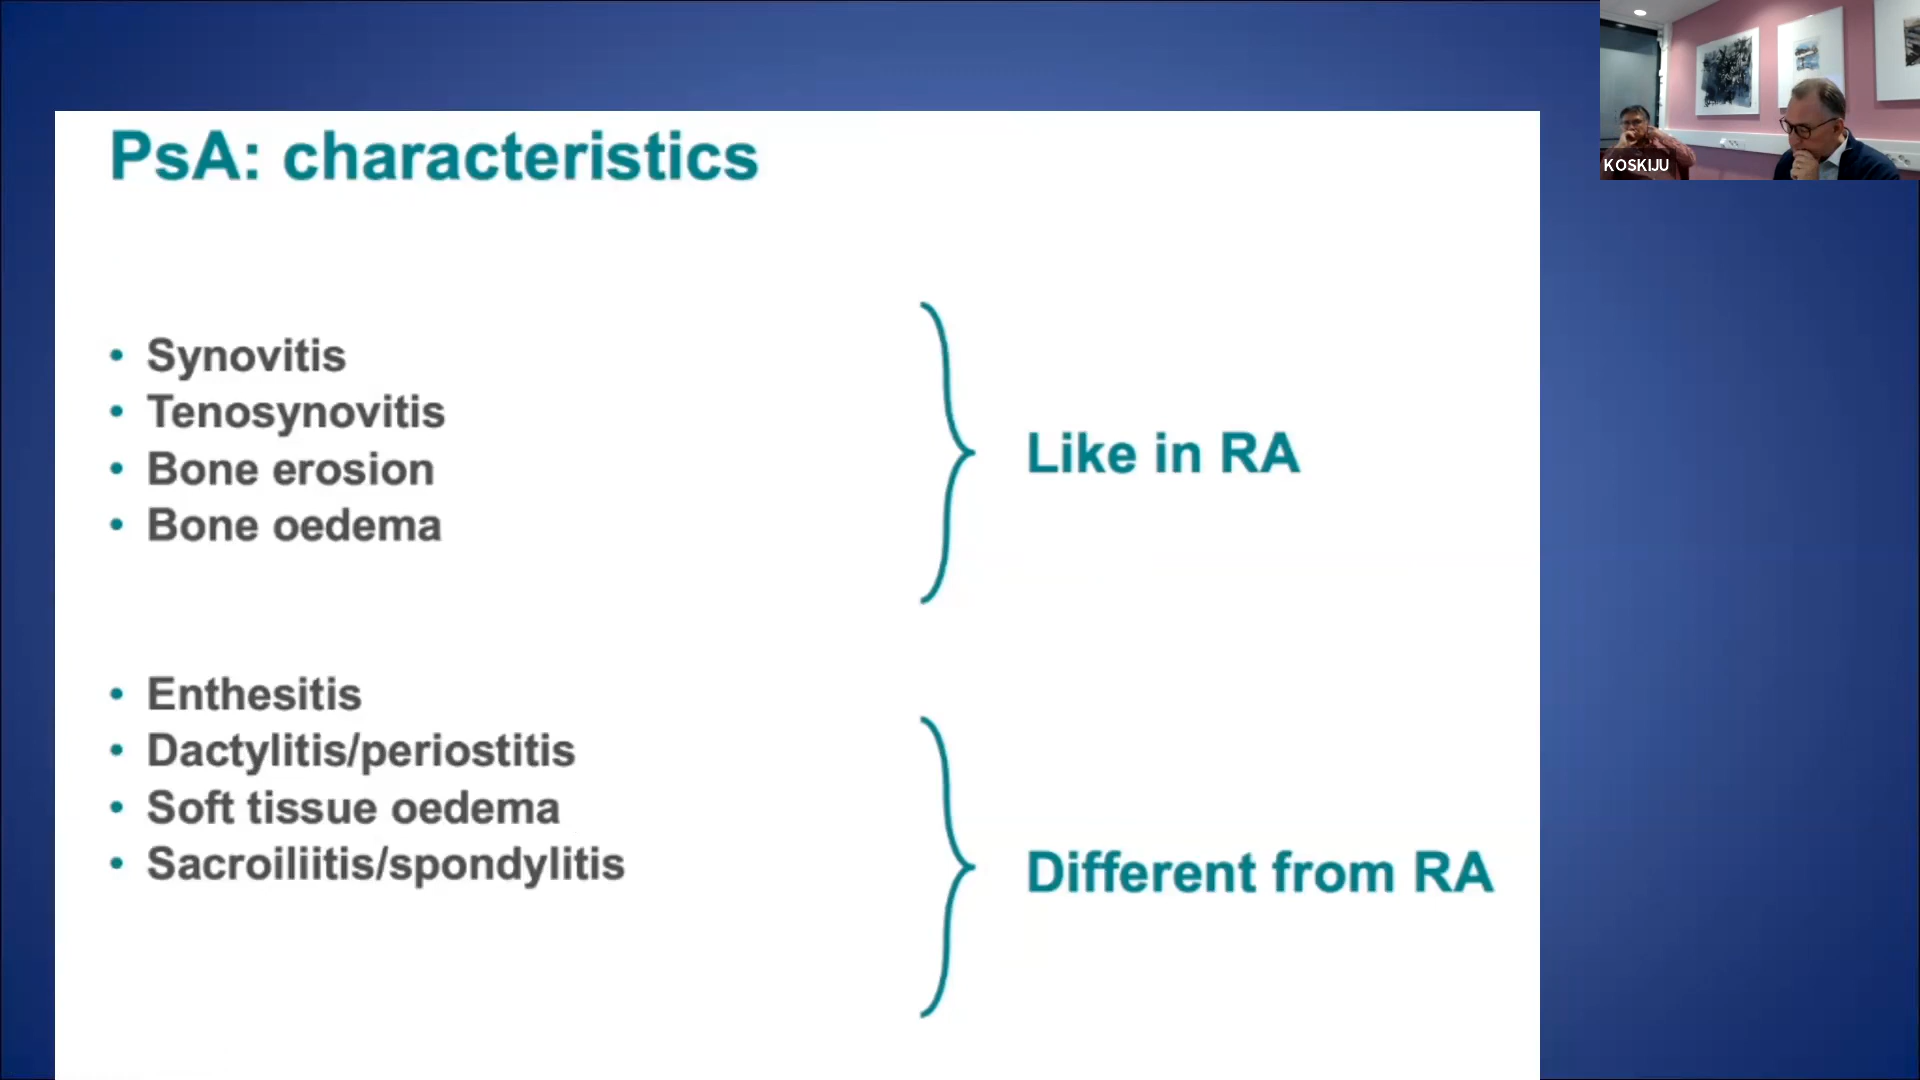 PsA: characteristics
• Synovitis
• Tenosynovitis
• Bone erosion
• Bone oedema
Like in RA
• Enthesitis
• Dactylitis/periostitis
• Soft tissue oedema
• Sacroiliitis/spondylitis
Different from RA
KOSKIJU